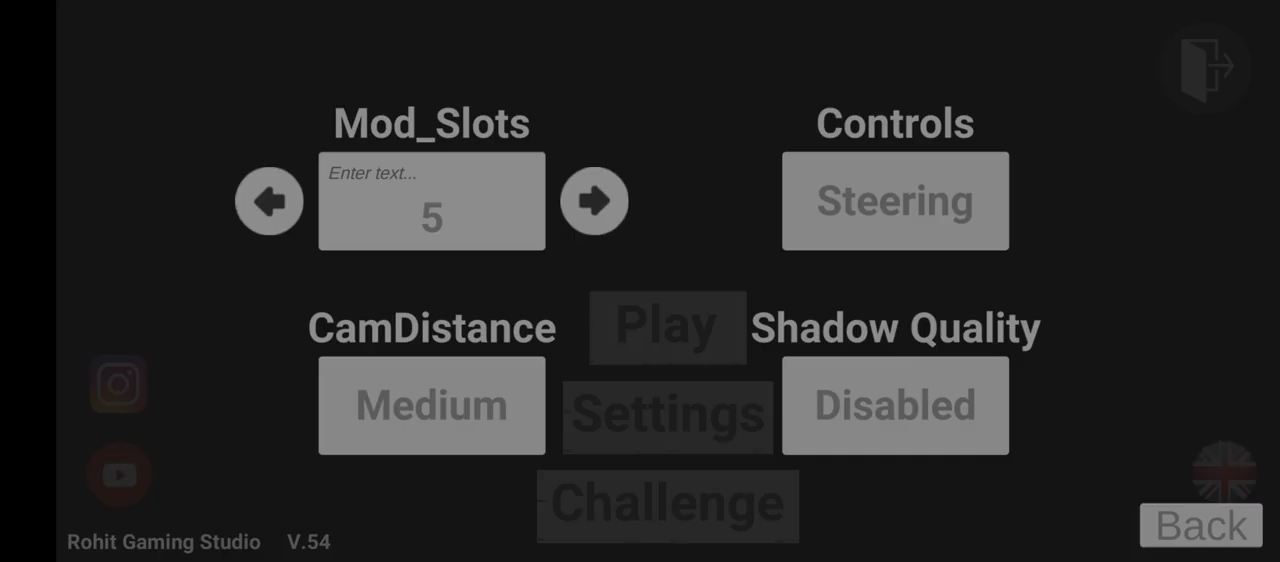 Mod_Slots
Controls
Enter text...
5
Steering
Play
CamDistance
Shadow Quality
Medium
Settings
Disabled
Challenge
Back
Rohit Gaming Studio V.54